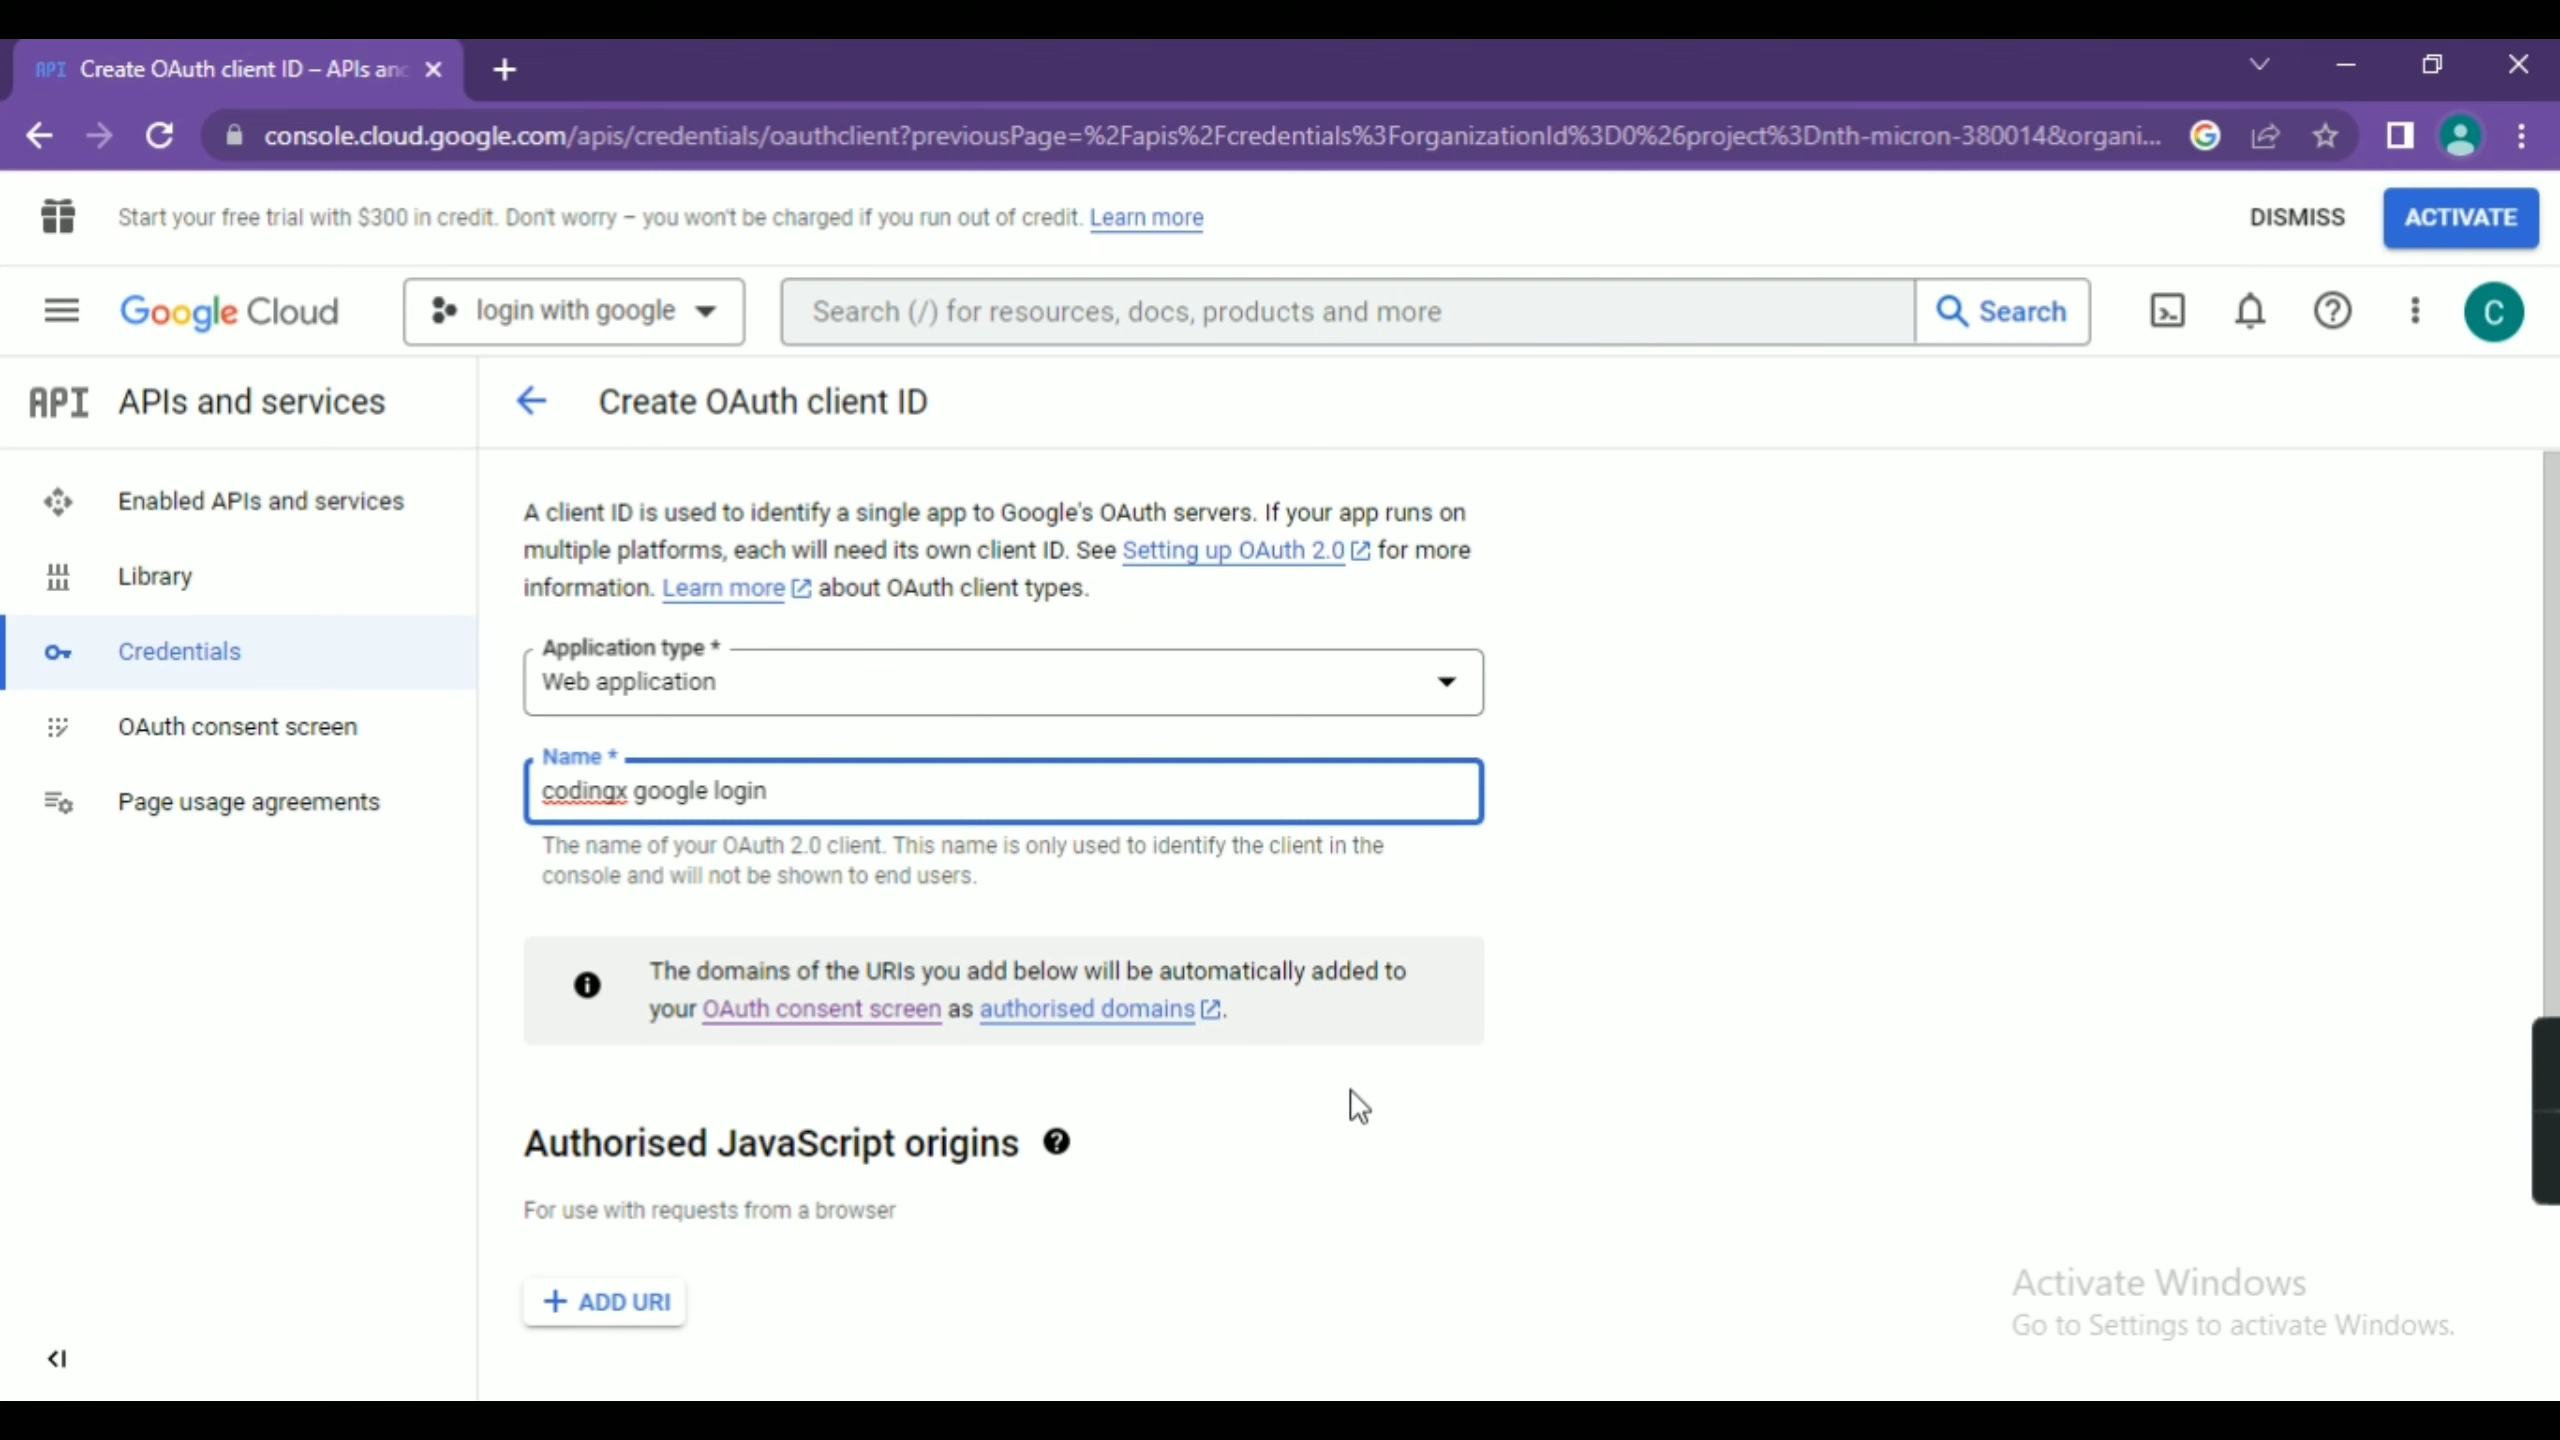 API Create OAuth client ID – APIs an
console.cloud.google.com/apis/credentials/oauthclient?previousPage=%2Fapis%2Fcredentials%3ForganizationId%3D0%26project%3Dnth-micron-380014&organi...
Start your free trial with $300 in credit. Don't worry – you won't be charged if you run out of credit. Learn more
DISMISS
ACTIVATE
Google Cloud
login with google
Search (/) for resources, docs, products and more
Search
C
API APIs and services
Create OAuth client ID
Enabled APIs and services
Library
Credentials
OAuth consent screen
Page usage agreements
A client ID is used to identify a single app to Google's OAuth servers. If your app runs on
multiple platforms, each will need its own client ID. See Setting up OAuth 2.0 for more
information. Learn more about OAuth client types.
Application type *
Web application
Name *
codingx google login
The name of your OAuth 2.0 client. This name is only used to identify the client in the
console and will not be shown to end users.
The domains of the URIs you add below will be automatically added to
your OAuth consent screen as authorised domains.
Authorised JavaScript origins
For use with requests from a browser
+ ADD URI
Activate Windows
Go to Settings to activate Windows.